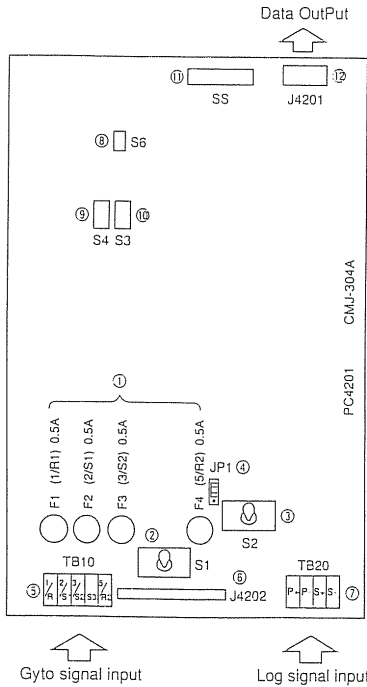 Data OutPut
⑪ ⑫
SS J4201
⑧ S6
⑨ ⑩
S4 S3
PC4201 CMJ-304A
①
F1 (1/R1) 0.5A
F2 (2/S1) 0.5A
F3 (3/S2) 0.5A
F4 (5/R2) 0.5A
JP1 ④
③
S2
②
S1
TB10
⑤ 1/R 2/S 3/S2 S3 5/R2
⑥
J4202
TB20
P+ P- S+ S- ⑦
Gyto signal input
Log signal input